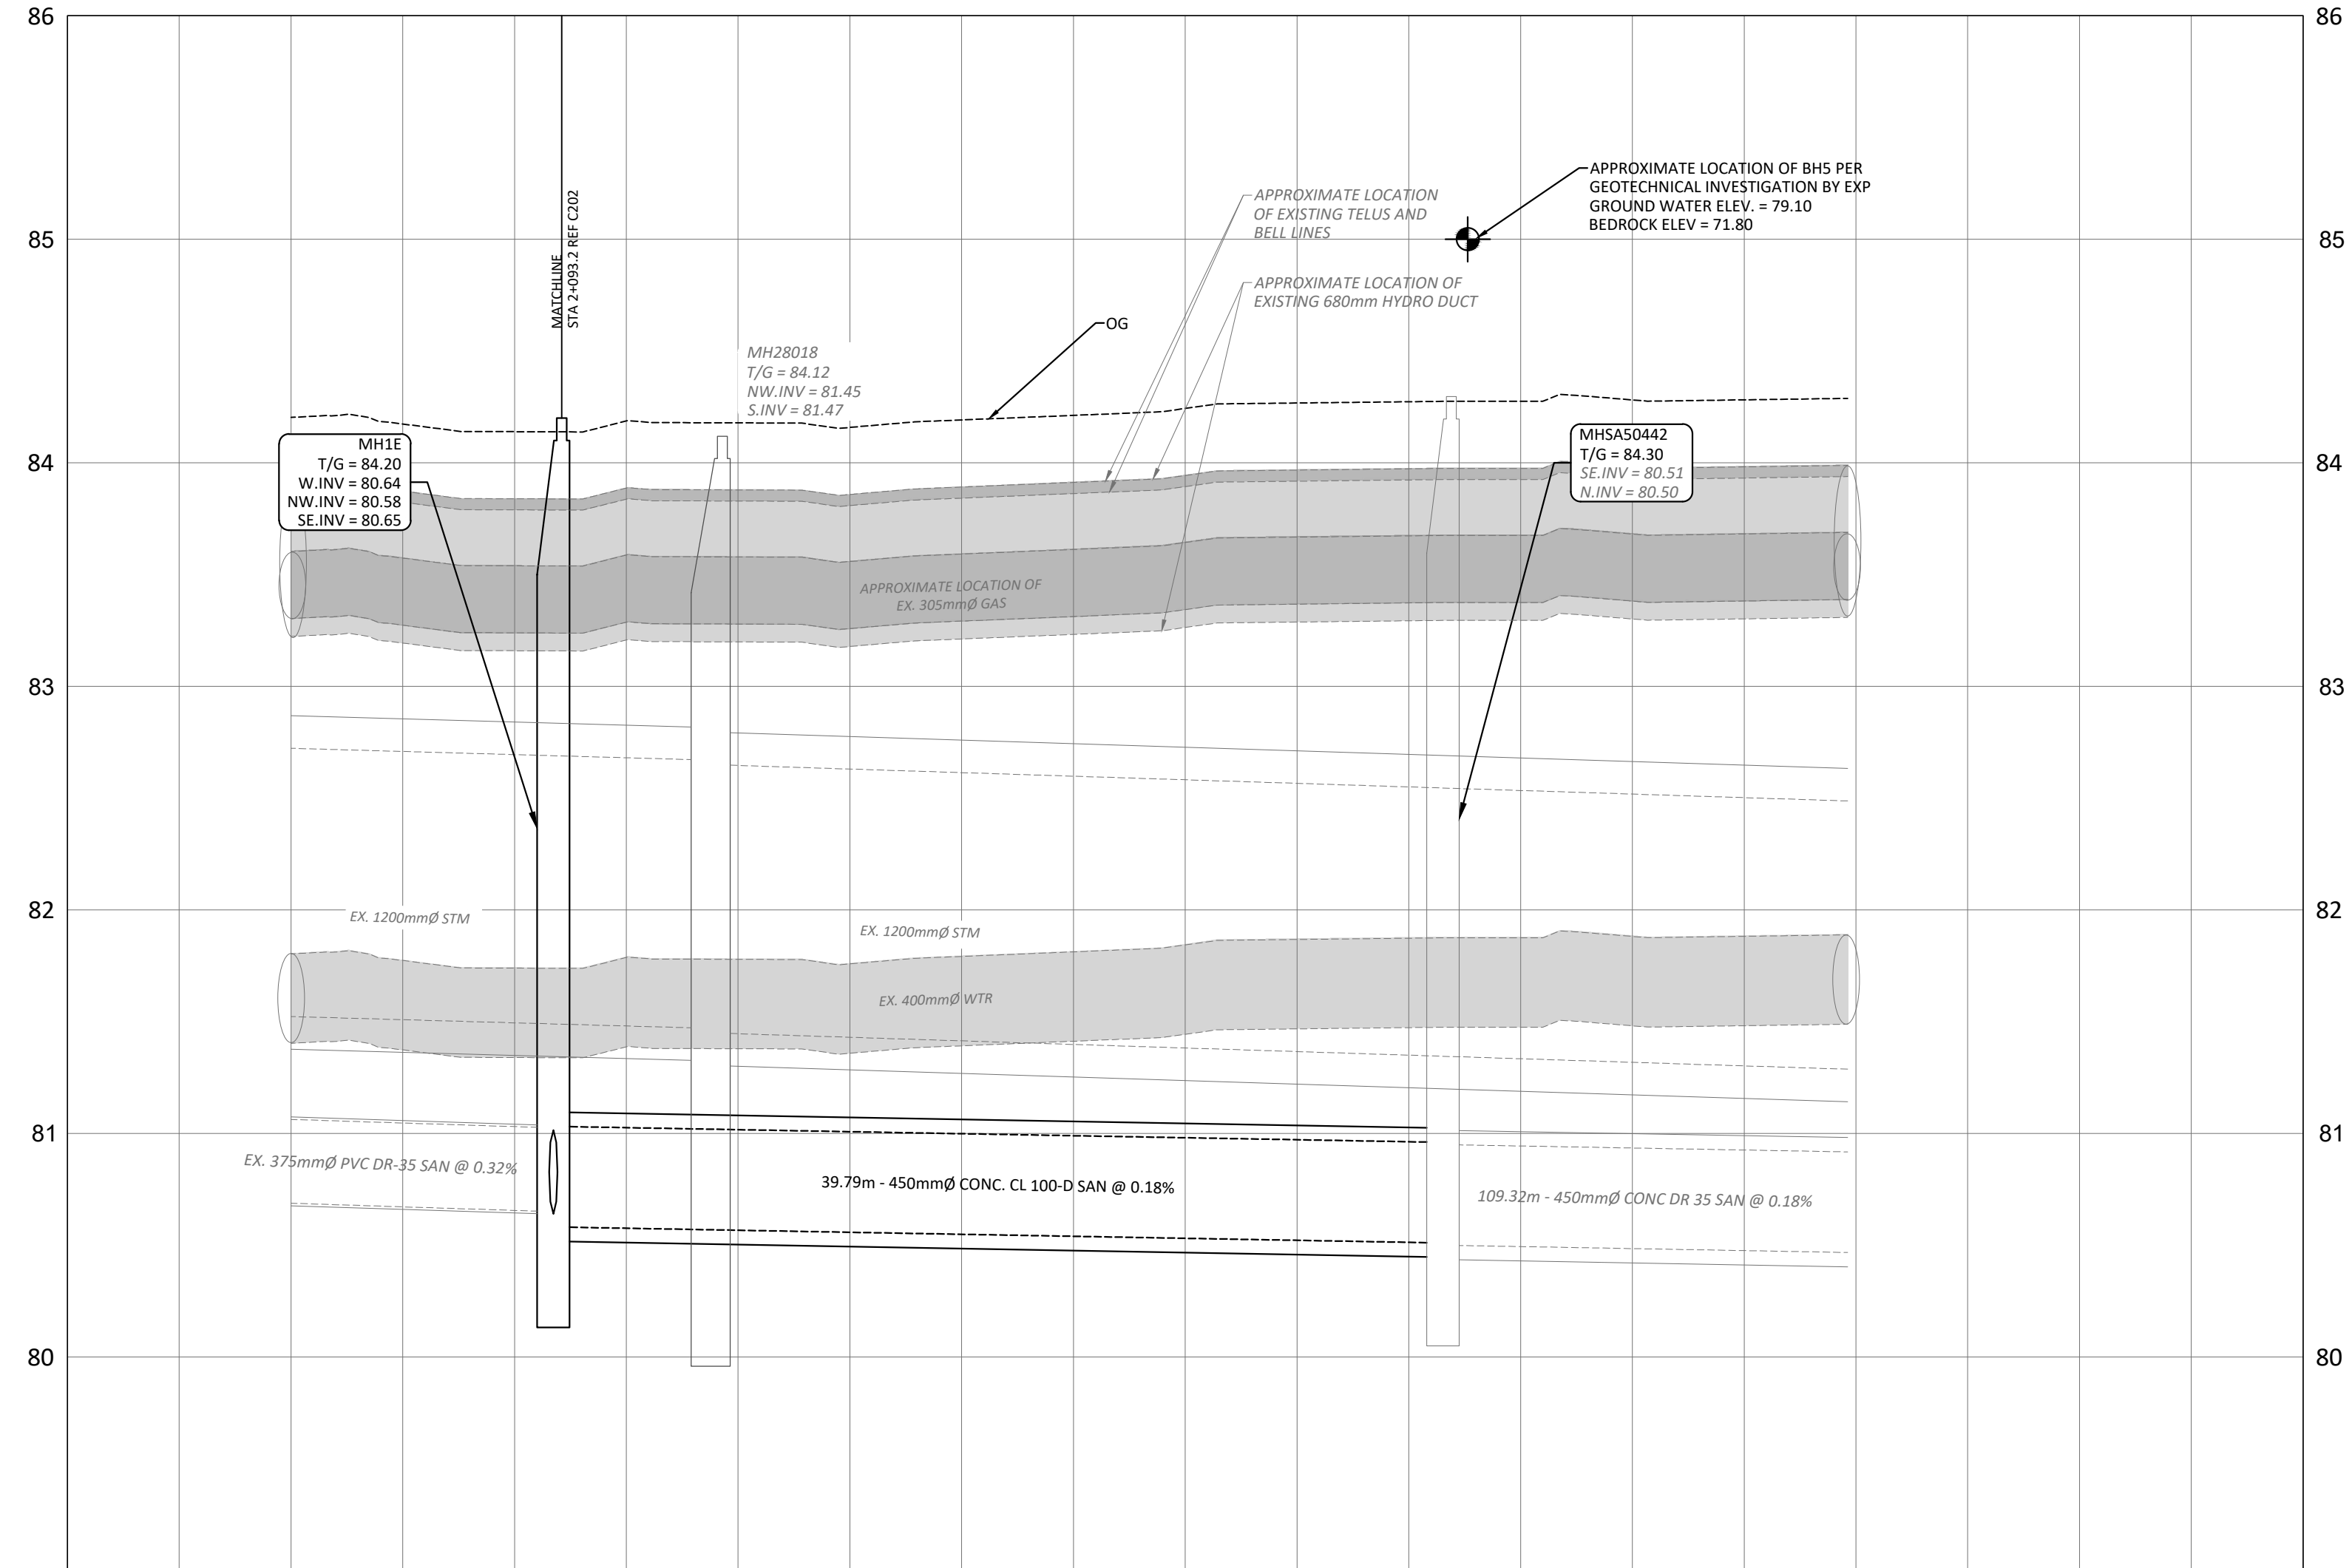 86
86
APPROXIMATE LOCATION OF BH5 PER
GEOTECHNICAL INVESTIGATION BY EXP
GROUND WATER ELEV. = 79.10
BEDROCK ELEV = 71.80
APPROXIMATE LOCATION
OF EXISTING TELUS AND
BELL LINES
85
85
MATCHLINE
STA 2+093.2 REF C202
APPROXIMATE LOCATION OF
EXISTING 680mm HYDRO DUCT
OG
MH28018
T/G = 84.12
NW.INV = 81.45
S.INV = 81.47
MH1E
T/G = 84.20
W.INV = 80.64
NW.INV = 80.58
SE.INV = 80.65
MHSA50442
T/G = 84.30
SE.INV = 80.51
N.INV = 80.50
84
84
APPROXIMATE LOCATION OF
EX. 305mmØ GAS
83
83
82
82
EX. 1200mmØ STM
EX. 1200mmØ STM
EX. 400mmØ WTR
81
81
EX. 375mmØ PVC DR-35 SAN @ 0.32%
39.79m - 450mmØ CONC. CL 100-D SAN @ 0.18%
109.32m - 450mmØ CONC DR 35 SAN @ 0.18%
80
80